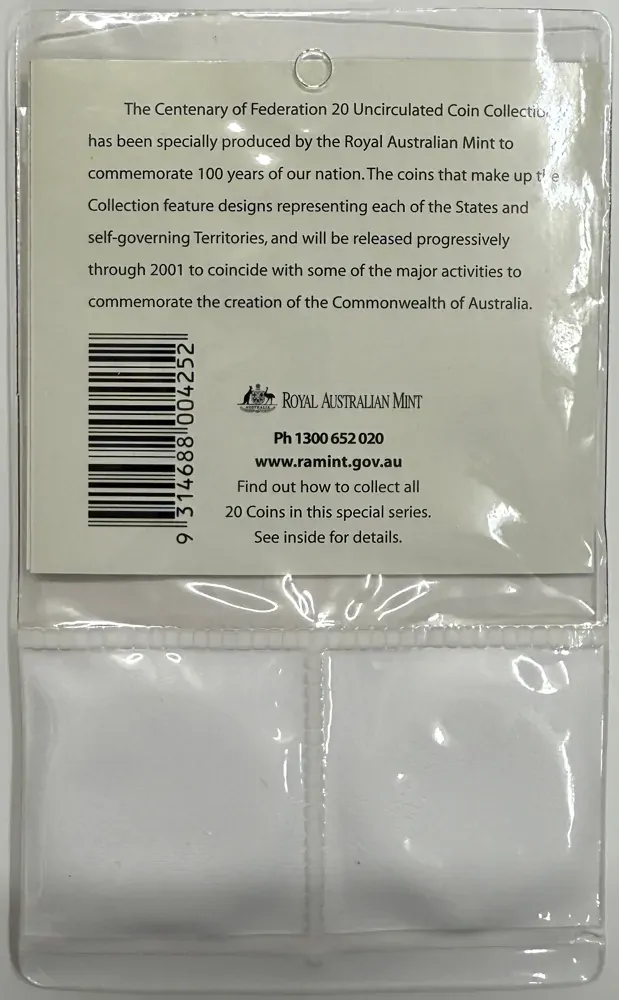 The Centenary of Federation 20 Uncirculated Coin Collection
has been specially produced by the Royal Australian Mint to
commemorate 100 years of our nation. The coins that make up the
Collection feature designs representing each of the States and
self-governing Territories, and will be released progressively
through 2001 to coincide with some of the major activities to
commemorate the creation of the Commonwealth of Australia.
9 314688 004252
AUSTRALIA
ROYAL AUSTRALIAN MINT
Ph 1300 652 020
www.ramint.gov.au
Find out how to collect all
20 Coins in this special series.
See inside for details.